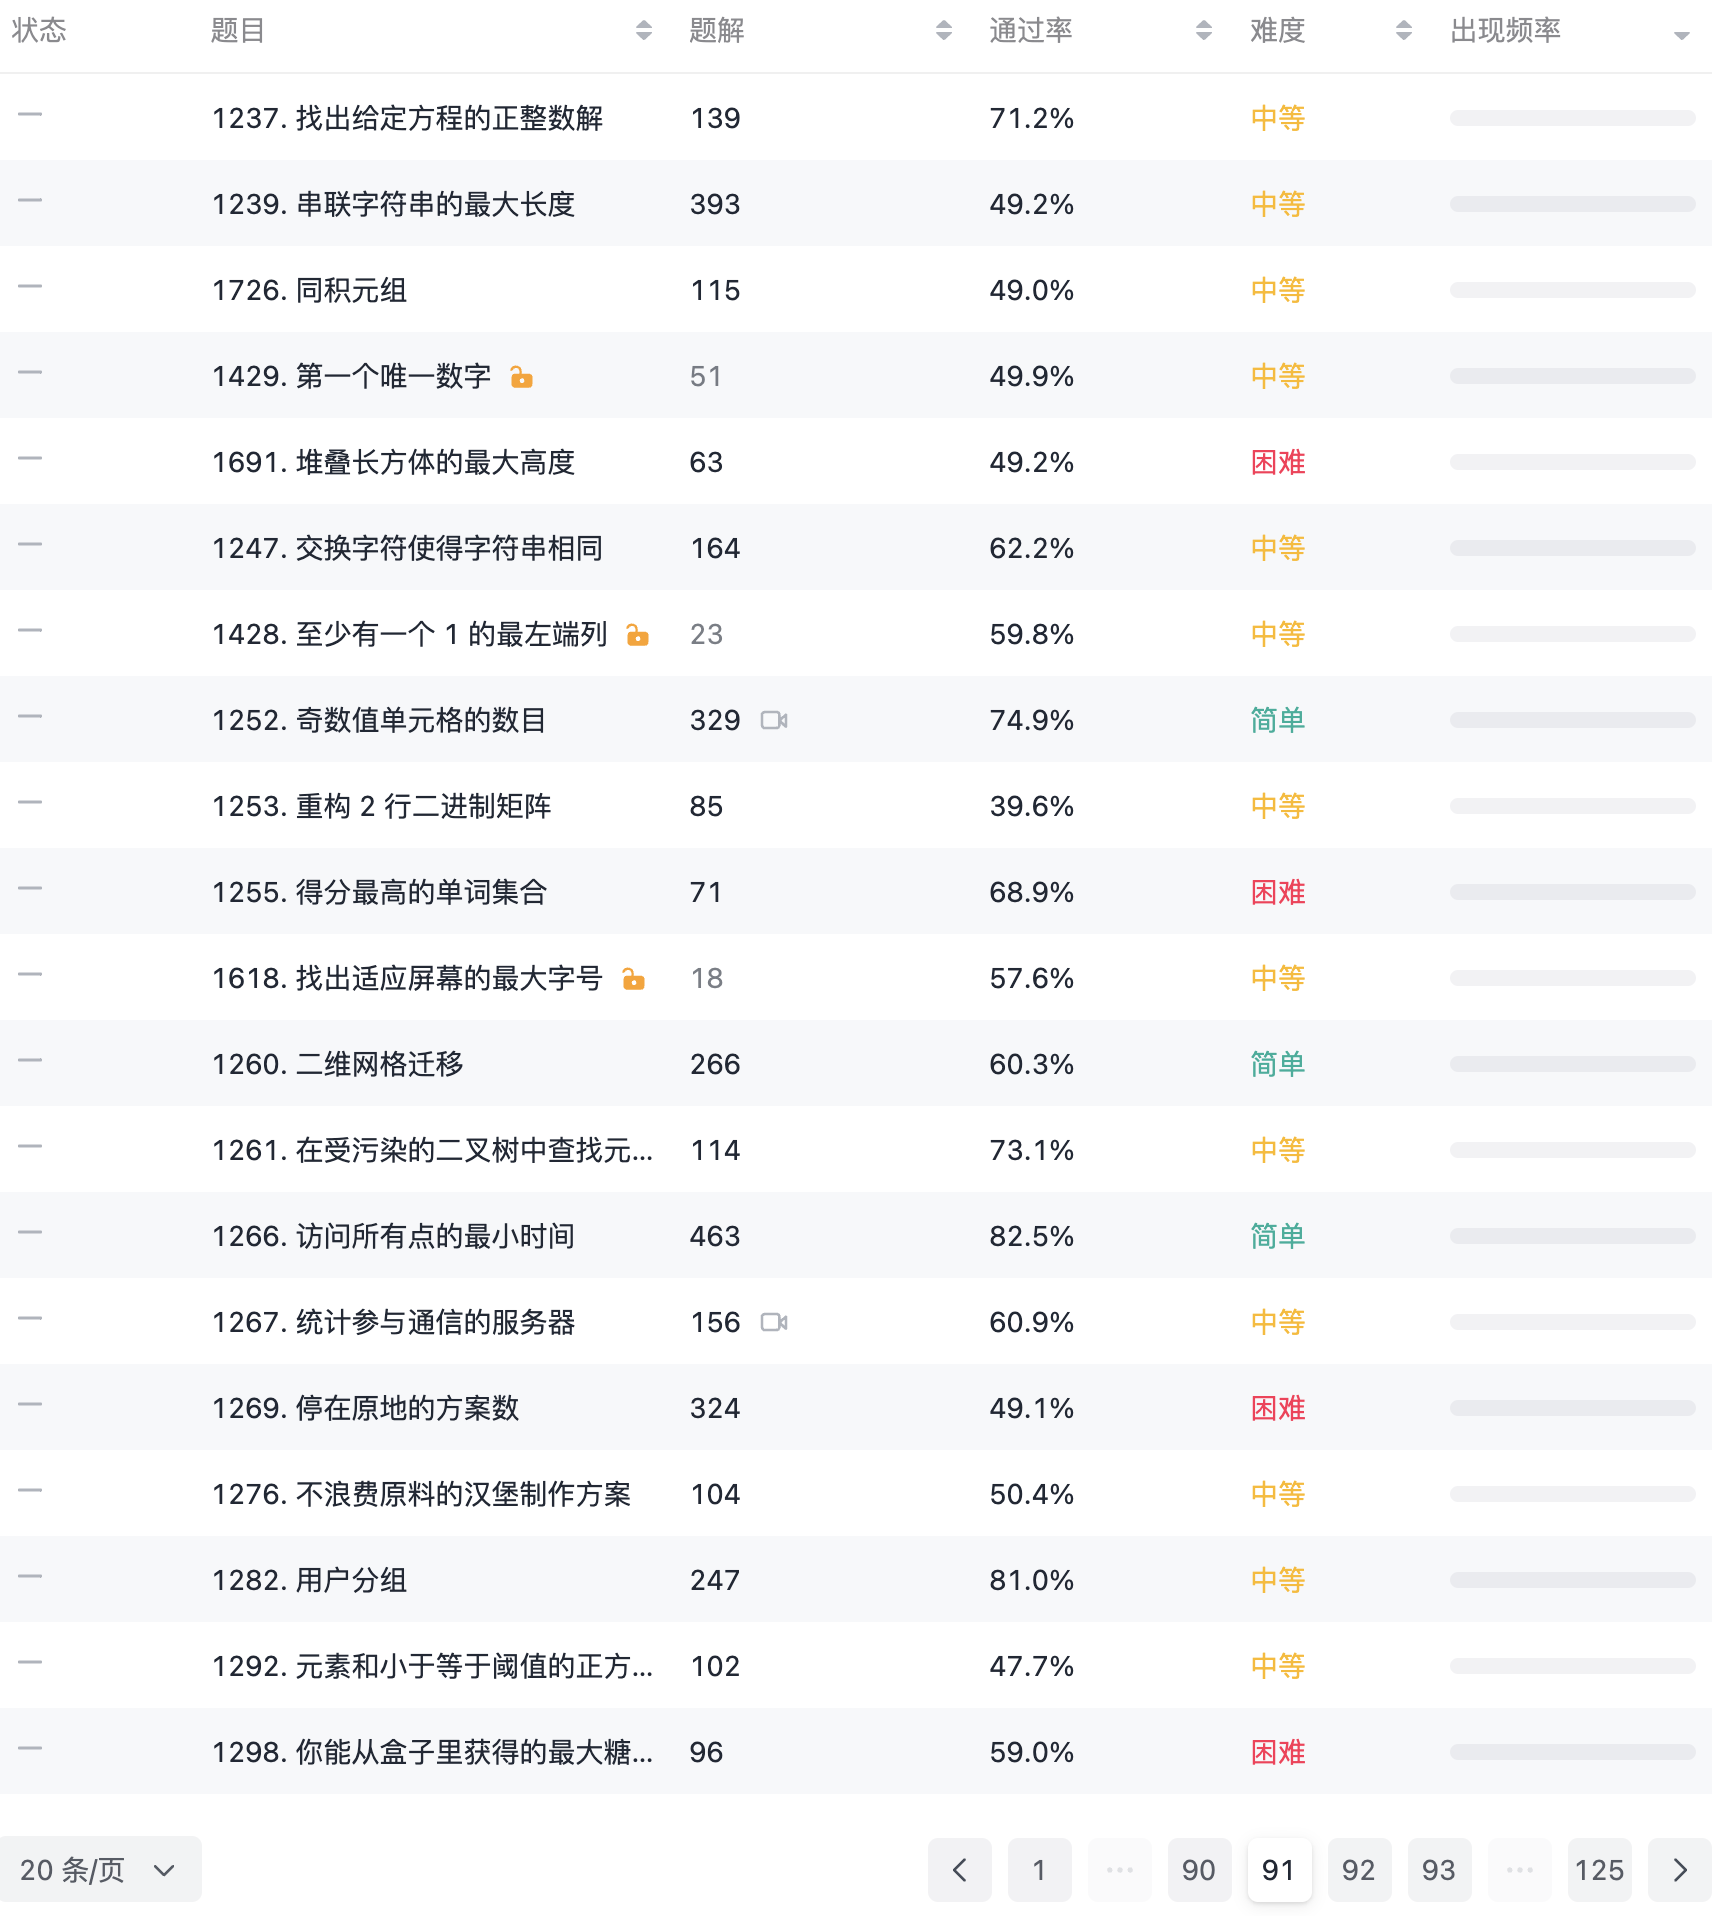 状态 题目 题解 通过率 难度 出现频率
1237. 找出给定方程的正整数解 139 71.2% 中等
1239. 串联字符串的最大长度 393 49.2% 中等
1726. 同积元组 115 49.0% 中等
1429. 第一个唯一数字 51 49.9% 中等
1691. 堆叠长方体的最大高度 63 49.2% 困难
1247. 交换字符使得字符串相同 164 62.2% 中等
1428. 至少有一个 1 的最左端列 23 59.8% 中等
1252. 奇数值单元格的数目 329 74.9% 简单
1253. 重构 2 行二进制矩阵 85 39.6% 中等
1255. 得分最高的单词集合 71 68.9% 困难
1618. 找出适应屏幕的最大字号 18 57.6% 中等
1260. 二维网格迁移 266 60.3% 简单
1261. 在受污染的二叉树中查找元... 114 73.1% 中等
1266. 访问所有点的最小时间 463 82.5% 简单
1267. 统计参与通信的服务器 156 60.9% 中等
1269. 停在原地的方案数 324 49.1% 困难
1276. 不浪费原料的汉堡制作方案 104 50.4% 中等
1282. 用户分组 247 81.0% 中等
1292. 元素和小于等于阈值的正方... 102 47.7% 中等
1298. 你能从盒子里获得的最大糖... 96 59.0% 困难
20 条/页 1 ... 90 91 92 93 ... 125